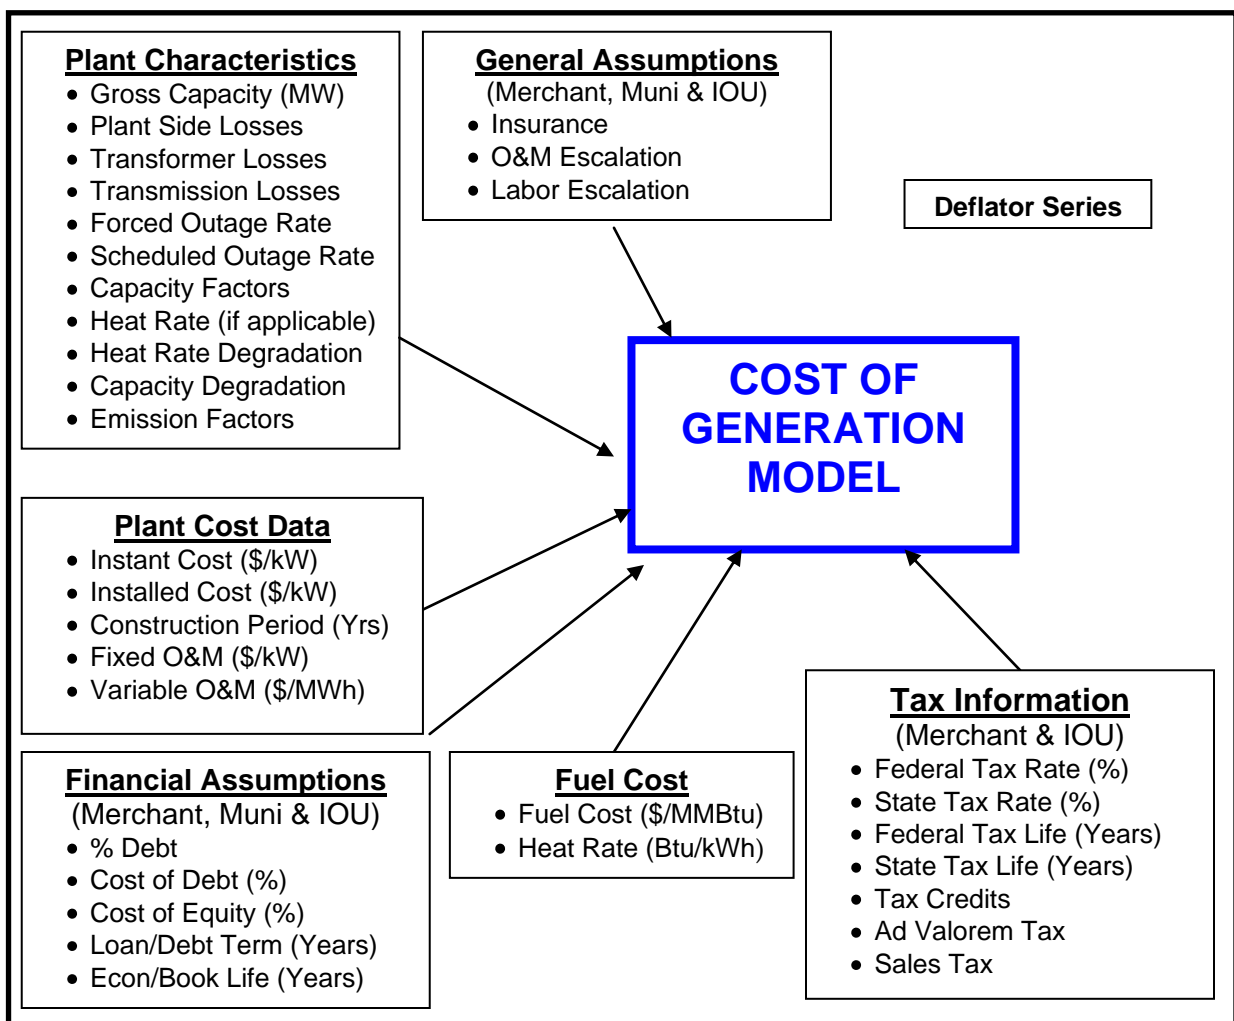 Plant Characteristics
• Gross Capacity (MW)
• Plant Side Losses
• Transformer Losses
• Transmission Losses
• Forced Outage Rate
• Scheduled Outage Rate
• Capacity Factors
• Heat Rate (if applicable)
• Heat Rate Degradation
• Capacity Degradation
• Emission Factors
General Assumptions
(Merchant, Muni & IOU)
• Insurance
• O&M Escalation
• Labor Escalation
Deflator Series
COST OF
GENERATION
MODEL
Plant Cost Data
• Instant Cost ($/kW)
• Installed Cost ($/kW)
• Construction Period (Yrs)
• Fixed O&M ($/kW)
• Variable O&M ($/MWh)
Financial Assumptions
(Merchant, Muni & IOU)
• % Debt
• Cost of Debt (%)
• Cost of Equity (%)
• Loan/Debt Term (Years)
• Econ/Book Life (Years)
Fuel Cost
• Fuel Cost ($/MMBtu)
• Heat Rate (Btu/kWh)
Tax Information
(Merchant & IOU)
• Federal Tax Rate (%)
• State Tax Rate (%)
• Federal Tax Life (Years)
• State Tax Life (Years)
• Tax Credits
• Ad Valorem Tax
• Sales Tax